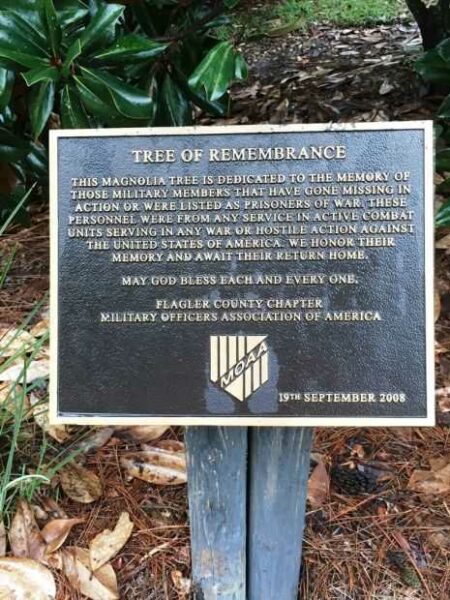 TREE OF REMEMBRANCE
THIS MAGNOLIA TREE IS DEDICATED TO THE MEMORY OF
THOSE MILITARY MEMBERS THAT HAVE GONE MISSING IN
ACTION OR WERE LISTED AS PRISONERS OF WAR. THESE
PERSONNEL WERE FROM ANY SERVICE IN ACTIVE COMBAT
UNITS SERVING IN ANY WAR OR HOSTILE ACTION AGAINST
THE UNITED STATES OF AMERICA. WE HONOR THEIR
MEMORY AND AWAIT THEIR RETURN HOME.
MAY GOD BLESS EACH AND EVERY ONE.
FLAGLER COUNTY CHAPTER
MILITARY OFFICERS ASSOCIATION OF AMERICA
MOAA
19TH SEPTEMBER 2008